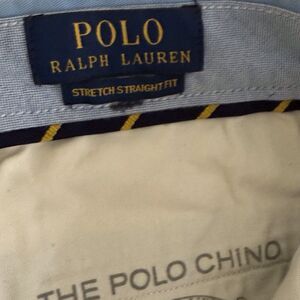 POLO
RALPH LAUREN
STRETCH STRAIGHT FIT
THE POLO CHINO